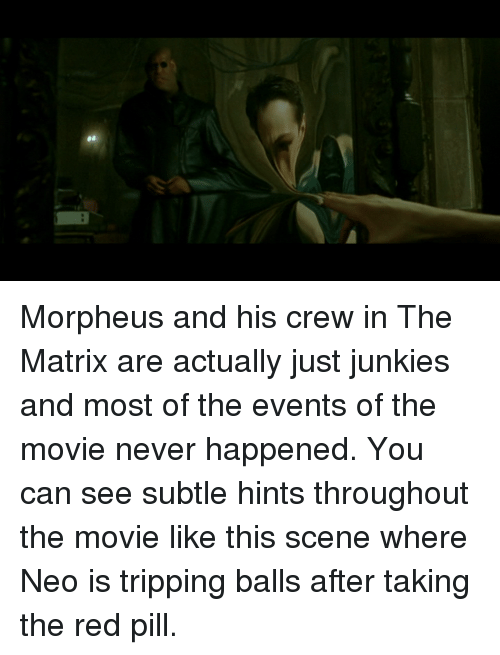 Morpheus and his crew in The
Matrix are actually just junkies
and most of the events of the
movie never happened. You
can see subtle hints throughout
the movie like this scene where
Neo is tripping balls after taking
the red pill.